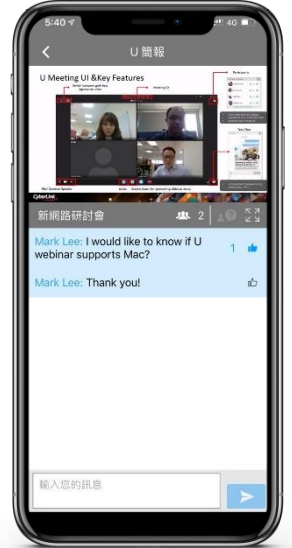 5:40
4G
U 簡報
U Meeting UI &Key Features
CyberLink
新網路研討會
2
Mark Lee: I would like to know if U
webinar supports Mac?
1
Mark Lee: Thank you!
輸入您的訊息